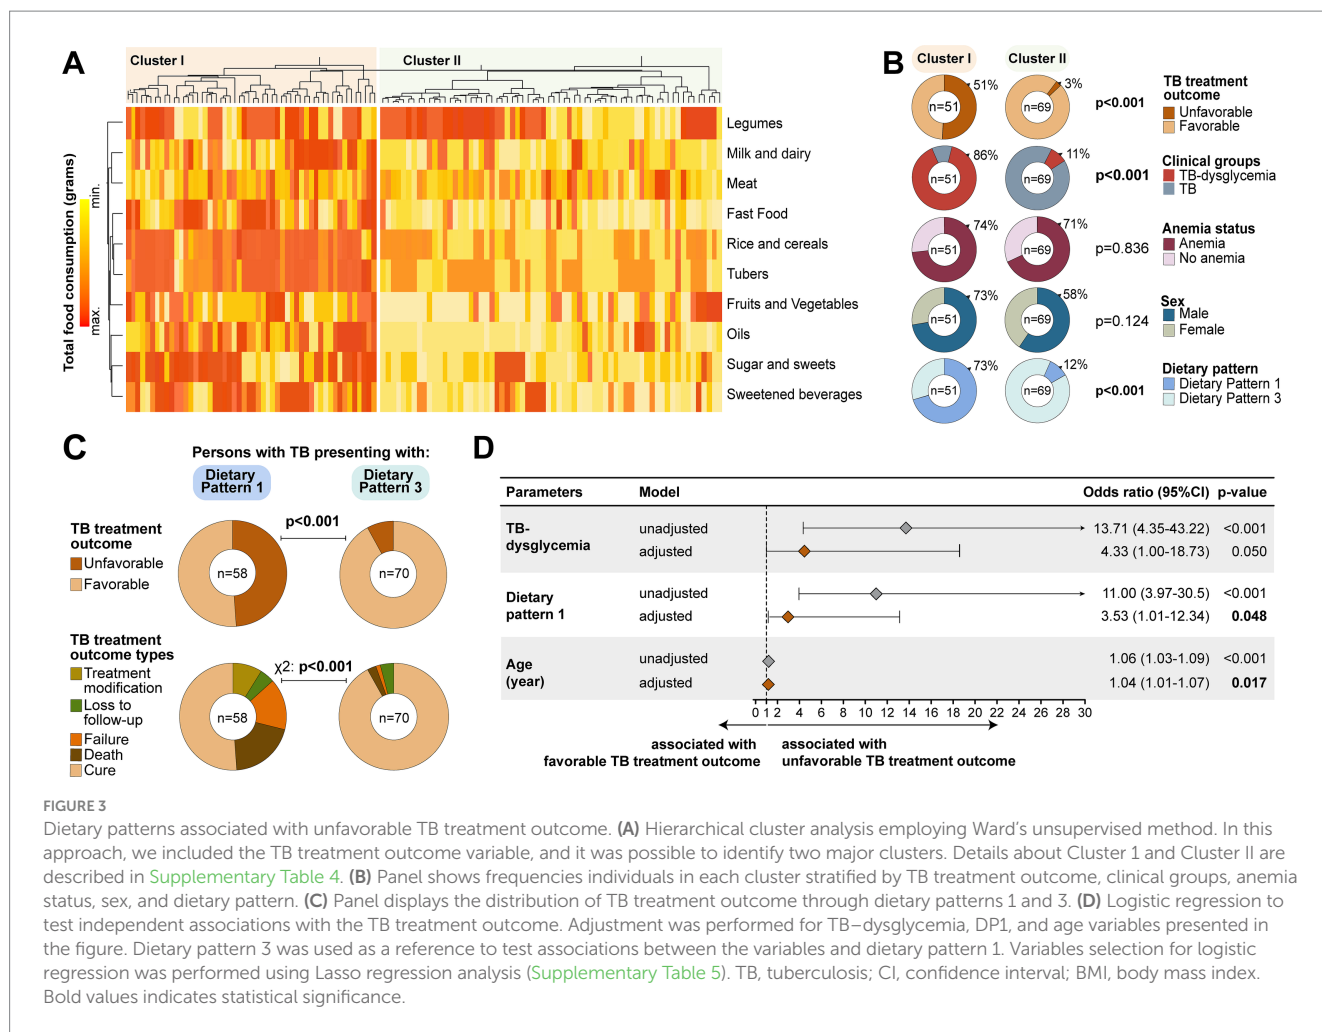 A
Cluster I
Cluster II
Total food consumption (grams)
min.
max.
Legumes
Milk and dairy
Meat
Fast Food
Rice and cereals
Tubers
Fruits and Vegetables
Oils
Sugar and sweets
Sweetened beverages
B
Cluster I
Cluster II
n=51
51%
n=69
3%
p<0.001
TB treatment
outcome
Unfavorable
Favorable
n=51
86%
n=69
11%
p<0.001
Clinical groups
TB-dysglycemia
TB
n=51
74%
n=69
71%
p=0.836
Anemia status
Anemia
No anemia
n=51
73%
n=69
58%
p=0.124
Sex
Male
Female
n=51
73%
n=69
12%
p<0.001
Dietary pattern
Dietary Pattern 1
Dietary Pattern 3
C
Persons with TB presenting with:
Dietary
Pattern 1
Dietary
Pattern 3
TB treatment
outcome
Unfavorable
Favorable
n=58
p<0.001
n=70
TB treatment
outcome types
Treatment
modification
Loss to
follow-up
Failure
Death
Cure
n=58
χ2: p<0.001
n=70
D
Parameters Model Odds ratio (95%CI) p-value
TB-
dysglycemia
unadjusted 13.71 (4.35-43.22) <0.001
adjusted 4.33 (1.00-18.73) 0.050
Dietary
pattern 1
unadjusted 11.00 (3.97-30.5) <0.001
adjusted 3.53 (1.01-12.34) 0.048
Age
(year)
unadjusted 1.06 (1.03-1.09) <0.001
adjusted 1.04 (1.01-1.07) 0.017
0 1 2 4 6 8 10 12 14 16 18 20 22 24 26 28 30
associated with
favorable TB treatment outcome
associated with
unfavorable TB treatment outcome
FIGURE 3
Dietary patterns associated with unfavorable TB treatment outcome. (A) Hierarchical cluster analysis employing Ward's unsupervised method. In this
approach, we included the TB treatment outcome variable, and it was possible to identify two major clusters. Details about Cluster 1 and Cluster II are
described in Supplementary Table 4. (B) Panel shows frequencies individuals in each cluster stratified by TB treatment outcome, clinical groups, anemia
status, sex, and dietary pattern. (C) Panel displays the distribution of TB treatment outcome through dietary patterns 1 and 3. (D) Logistic regression to
test independent associations with the TB treatment outcome. Adjustment was performed for TB–dysglycemia, DP1, and age variables presented in
the figure. Dietary pattern 3 was used as a reference to test associations between the variables and dietary pattern 1. Variables selection for logistic
regression was performed using Lasso regression analysis (Supplementary Table 5). TB, tuberculosis; CI, confidence interval; BMI, body mass index.
Bold values indicates statistical significance.